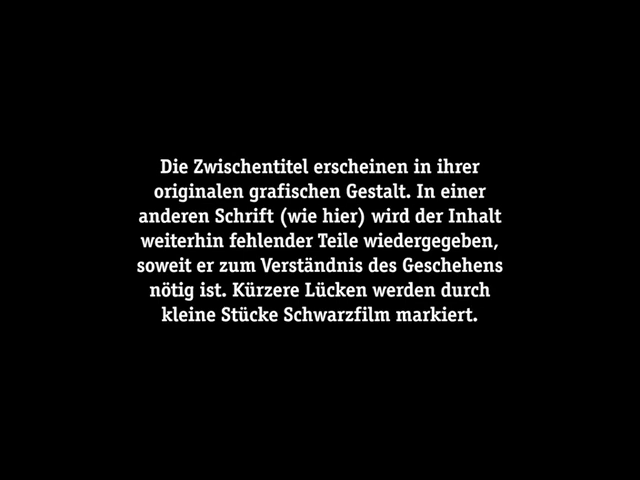 Die Zwischentitel erscheinen in ihrer
originalen grafischen Gestalt. In einer
anderen Schrift (wie hier) wird der Inhalt
weiterhin fehlender Teile wiedergegeben,
soweit er zum Verständnis des Geschehens
nötig ist. Kürzere Lücken werden durch
kleine Stücke Schwarzfilm markiert.